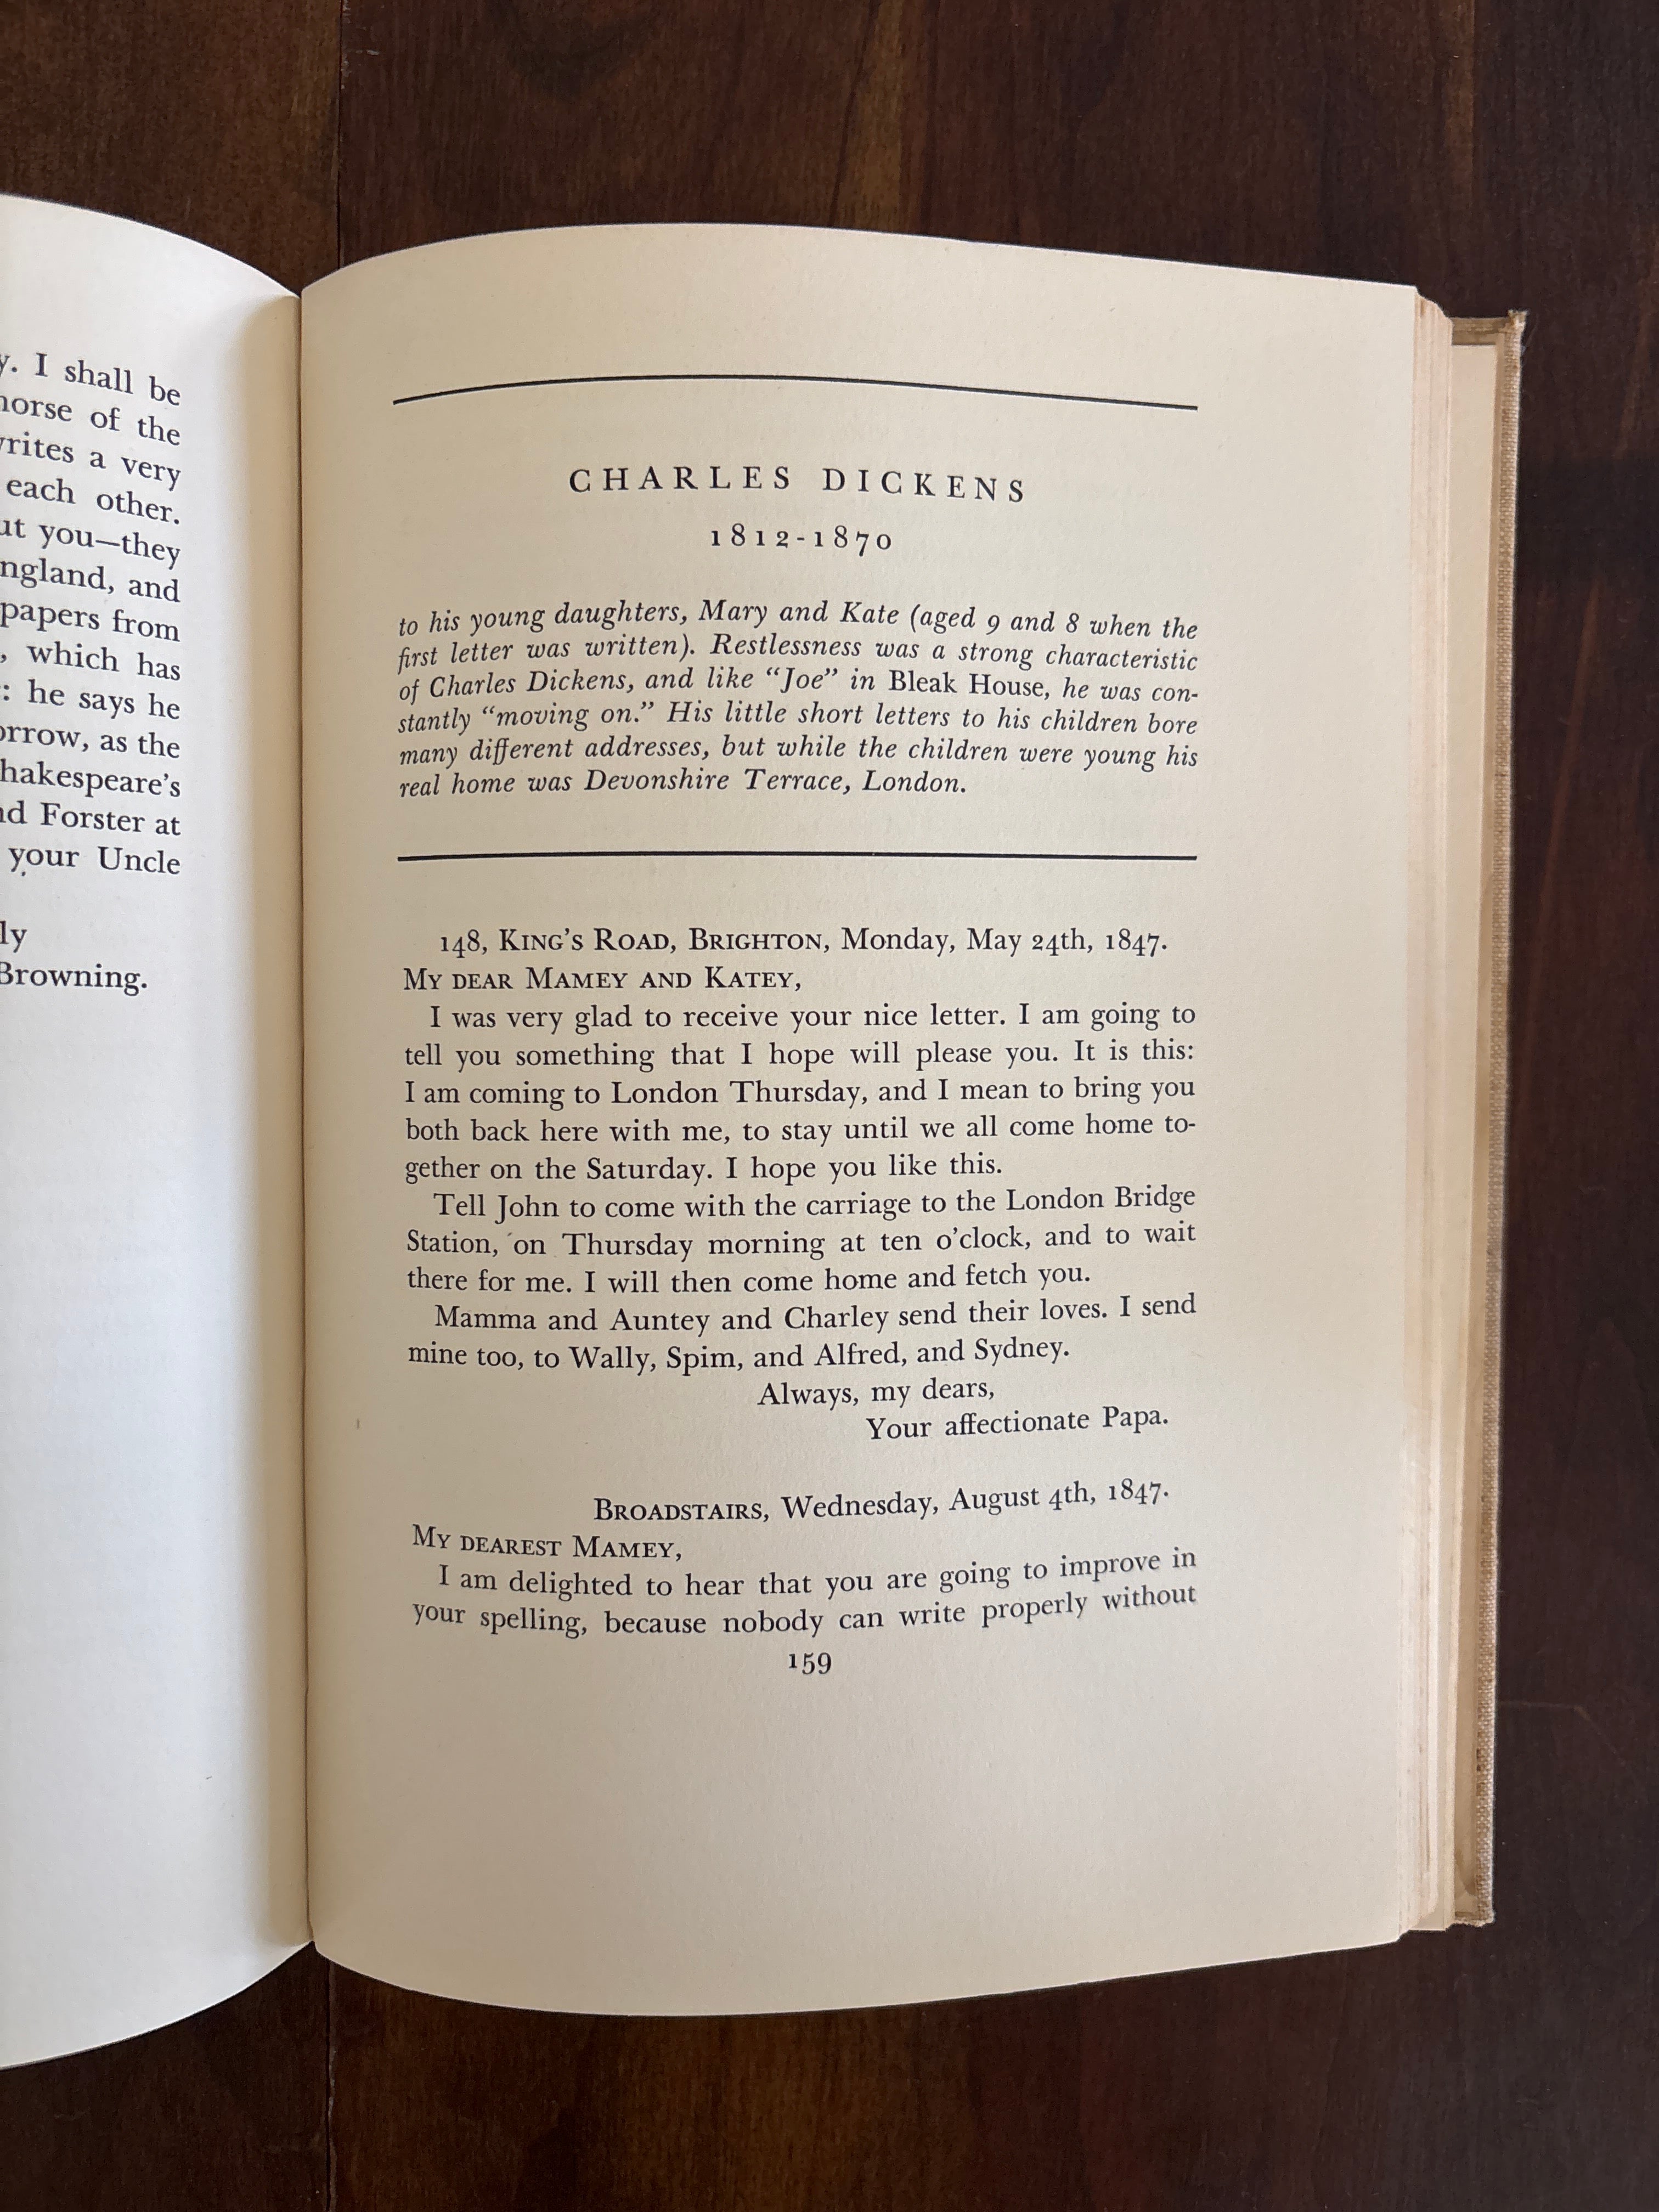 I shall be
of the
a very
each other.
you—they
and
papers from
which has
he says he
as the
Forster at
your Uncle
Browning.
CHARLES DICKENS
1812-1870
to his young daughters, Mary and Kate (aged 9 and 8 when the
first letter was written). Restlessness was a strong characteristic
of Charles Dickens, and like “Joe” in Bleak House, he was con-
stantly “moving on.” His little short letters to his children bore
many different addresses, but while the children were young his
real home was Devonshire Terrace, London.
148, KING'S ROAD, BRIGHTON, Monday, May 24th, 1847.
MY DEAR MAMEY AND KATEY,
I was very glad to receive your nice letter. I am going to
tell you something that I hope will please you. It is this:
I am coming to London Thursday, and I mean to bring you
both back here with me, to stay until we all come home to-
gether on the Saturday. I hope you like this.
Tell John to come with the carriage to the London Bridge
Station, on Thursday morning at ten o'clock, and to wait
there for me. I will then come home and fetch you.
Mamma and Auntey and Charley send their loves. I send
mine too, to Wally, Spim, and Alfred, and Sydney.
Always, my dears,
Your affectionate Papa.
BROADSTAIRS, Wednesday, August 4th, 1847.
MY DEAREST MAMEY,
I am delighted to hear that you are going to improve in
your spelling, because nobody can write properly without
159